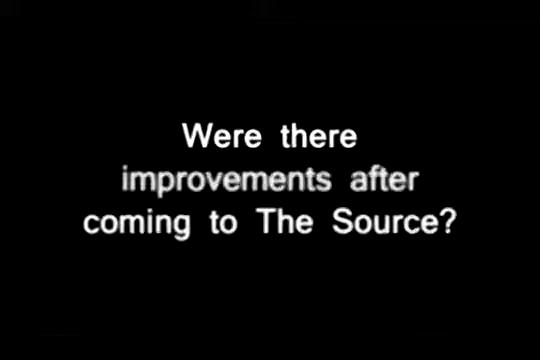 Were there
improvements after
coming to The Source?